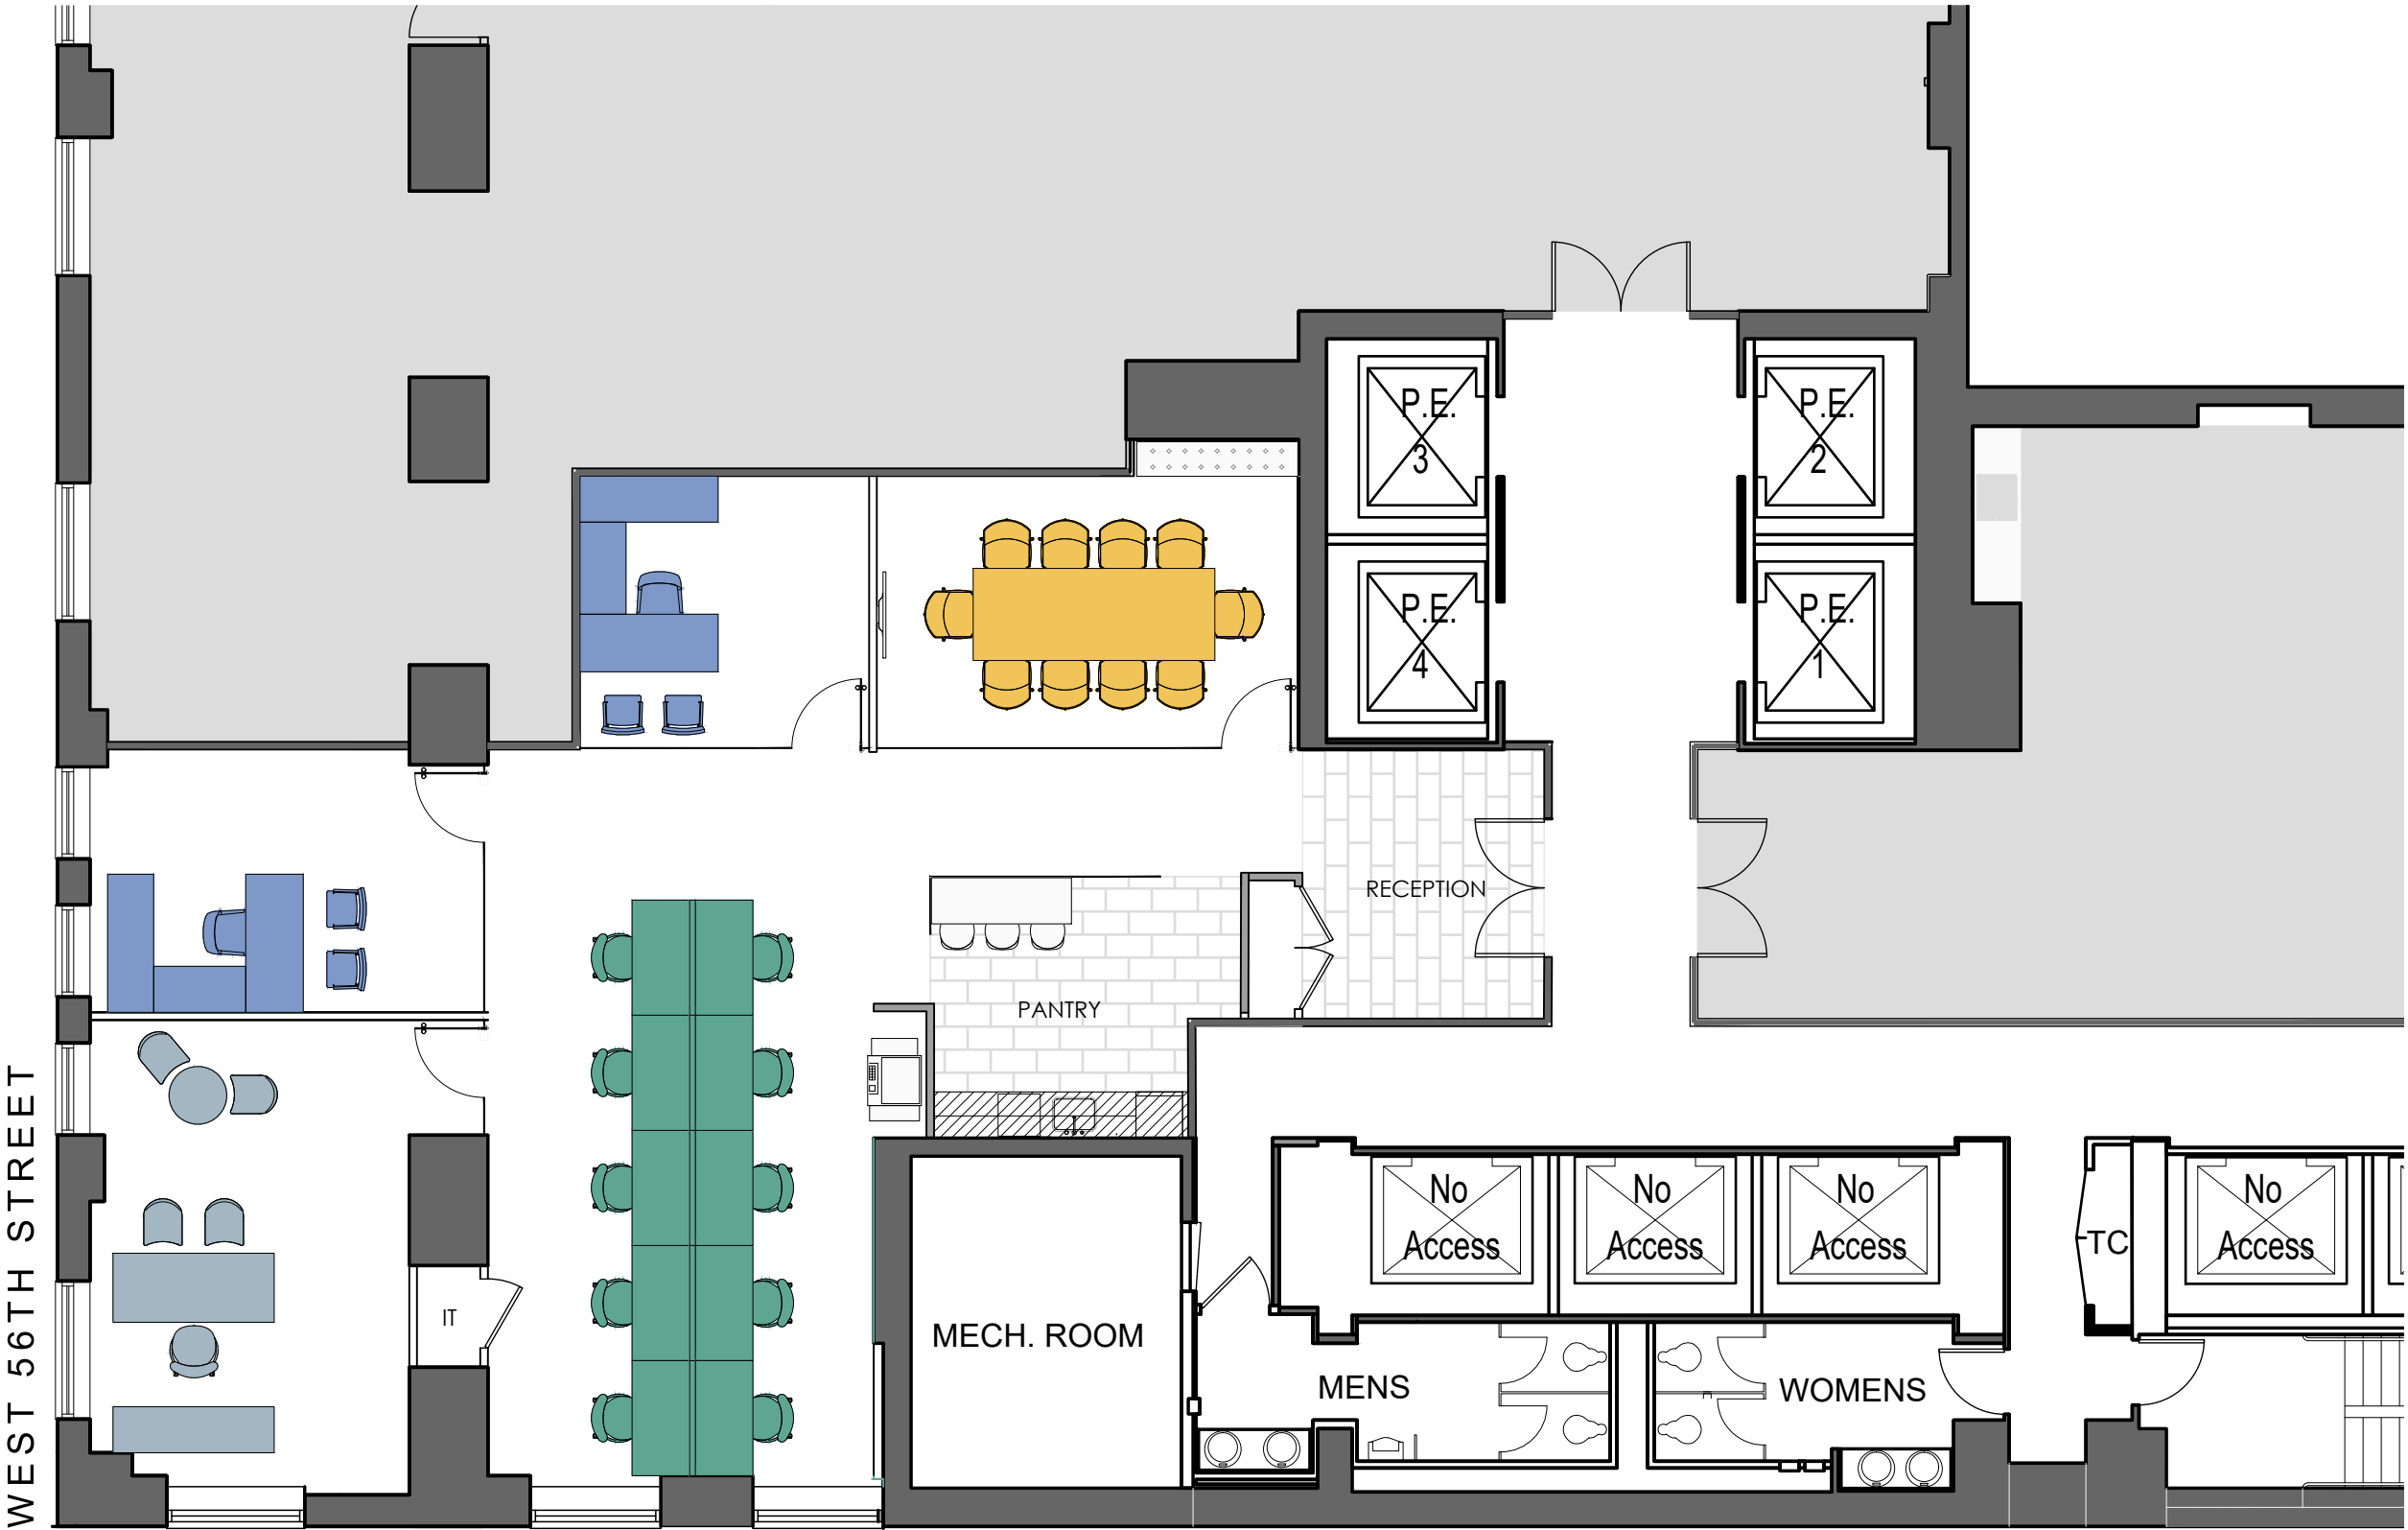 P.E.
3
P.E.
2
P.E.
4
P.E.
1
RECEPTION
PANTRY
WEST 56TH STREET
IT
MECH. ROOM
No
Access
No
Access
No
Access
TC
No
Access
MENS
WOMENS